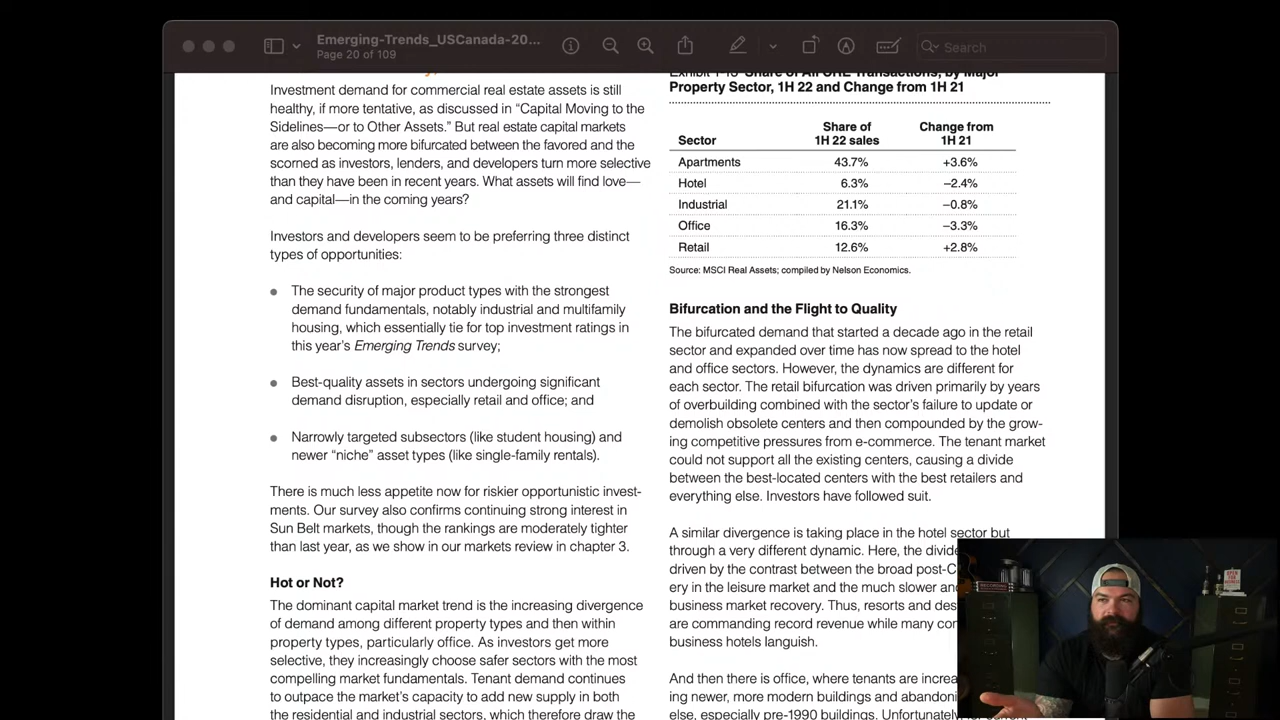 Emerging-Trends_USCanada-20...
Page 20 of 109
Search
Investment demand for commercial real estate assets is still
healthy, if more tentative, as discussed in “Capital Moving to the
Sidelines—or to Other Assets.” But real estate capital markets
are also becoming more bifurcated between the favored and the
scorned as investors, lenders, and developers turn more selective
than they have been in recent years. What assets will find love—
and capital—in the coming years?
Investors and developers seem to be preferring three distinct
types of opportunities:
● The security of major product types with the strongest
demand fundamentals, notably industrial and multifamily
housing, which essentially tie for top investment ratings in
this year’s Emerging Trends survey;
● Best-quality assets in sectors undergoing significant
demand disruption, especially retail and office; and
● Narrowly targeted subsectors (like student housing) and
newer “niche” asset types (like single-family rentals).
There is much less appetite now for riskier opportunistic invest-
ments. Our survey also confirms continuing strong interest in
Sun Belt markets, though the rankings are moderately tighter
than last year, as we show in our markets review in chapter 3.
Hot or Not?
The dominant capital market trend is the increasing divergence
of demand among different property types and then within
property types, particularly office. As investors get more
selective, they increasingly choose safer sectors with the most
compelling market fundamentals. Tenant demand continues
to outpace the market’s capacity to add new supply in both
the residential and industrial sectors, which therefore draw the
Share of All CRE Transactions, by Major
Property Sector, 1H 22 and Change from 1H 21
Share of Change from
Sector 1H 22 sales 1H 21
Apartments 43.7% +3.6%
Hotel 6.3% –2.4%
Industrial 21.1% –0.8%
Office 16.3% –3.3%
Retail 12.6% +2.8%
Source: MSCI Real Assets; compiled by Nelson Economics.
Bifurcation and the Flight to Quality
The bifurcated demand that started a decade ago in the retail
sector and expanded over time has now spread to the hotel
and office sectors. However, the dynamics are different for
each sector. The retail bifurcation was driven primarily by years
of overbuilding combined with the sector’s failure to update or
demolish obsolete centers and then compounded by the grow-
ing competitive pressures from e-commerce. The tenant market
could not support all the existing centers, causing a divide
between the best-located centers with the best retailers and
everything else. Investors have followed suit.
A similar divergence is taking place in the hotel sector but
through a very different dynamic. Here, the divide
driven by the contrast between the broad post-C
ery in the leisure market and the much slower an
business market recovery. Thus, resorts and des
are commanding record revenue while many con
business hotels languish.
And then there is office, where tenants are increa
ing newer, more modern buildings and abandoni
else, especially pre-1990 buildings. Unfortunately, for